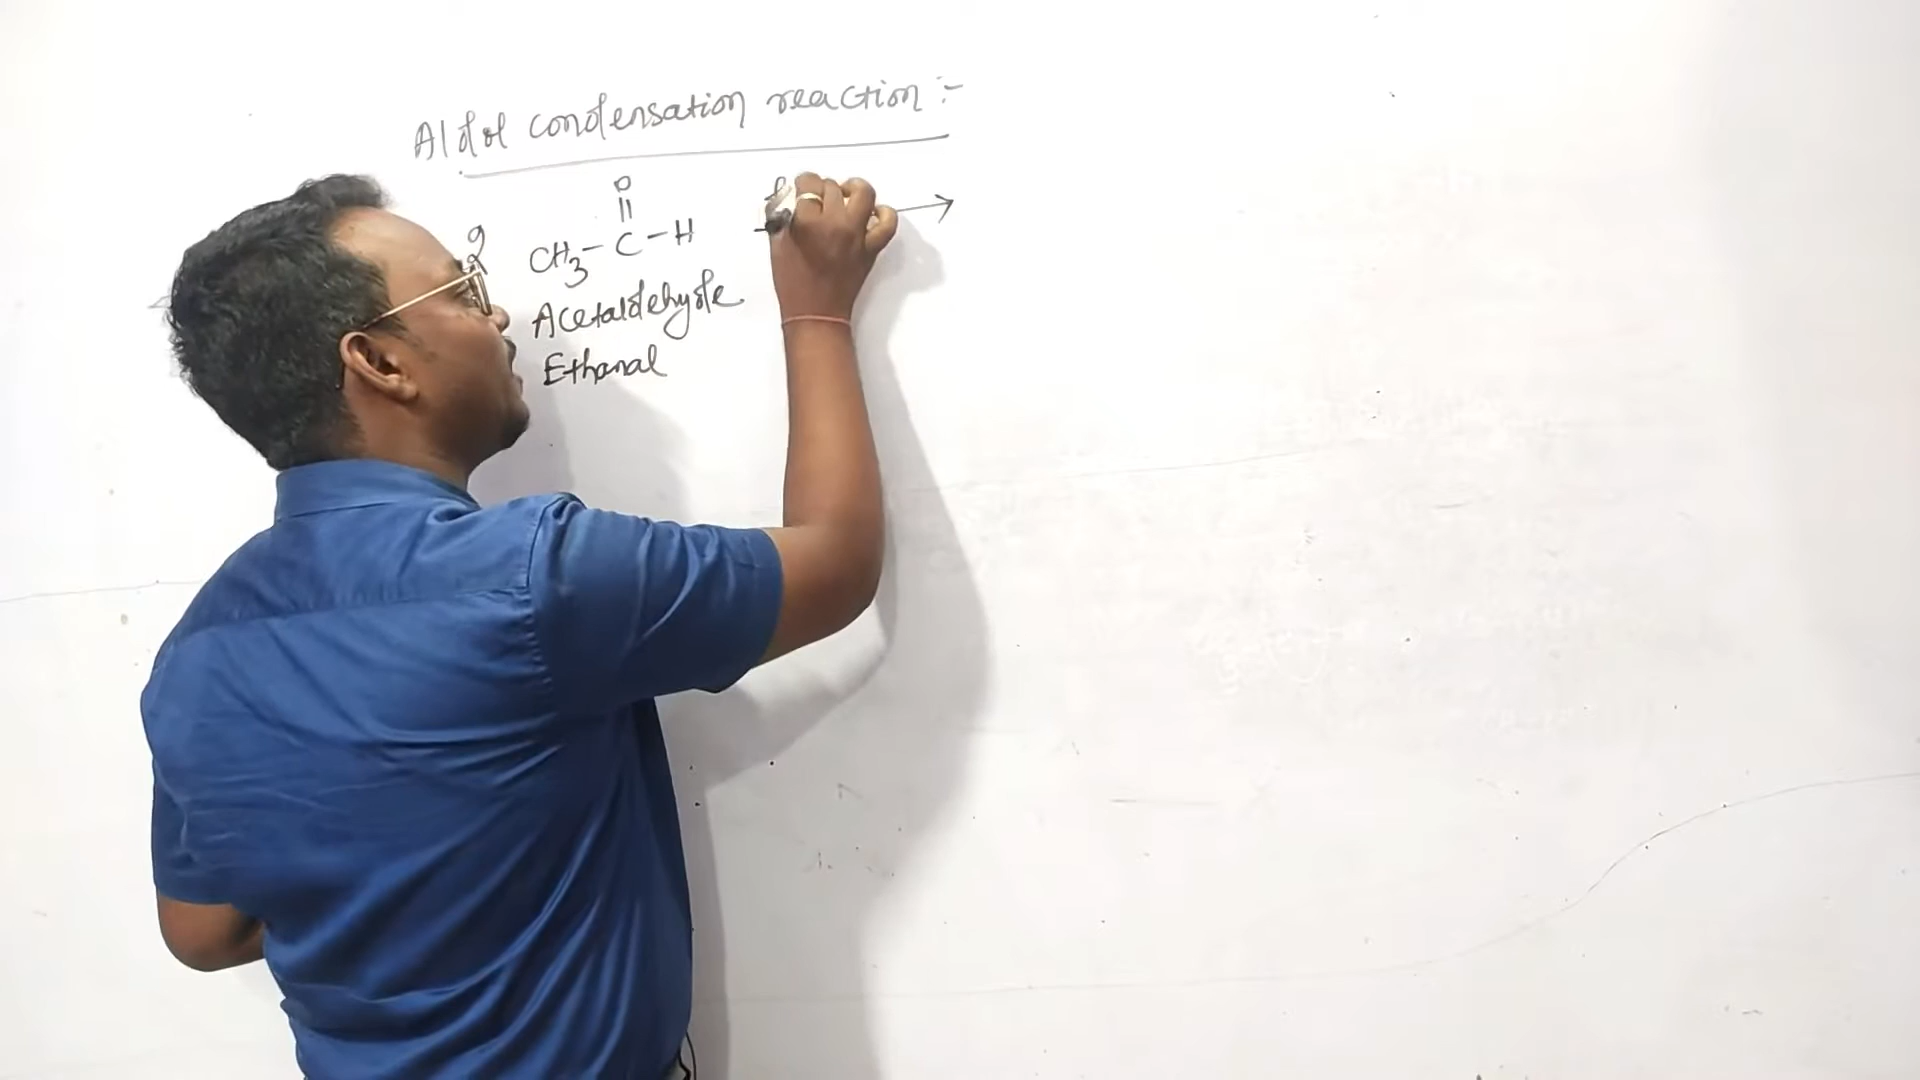 Aldol condensation reaction :-
O
||
2 CH3 - C - H →
Acetaldehyde
Ethanal